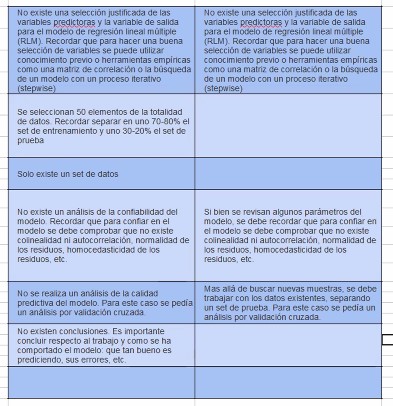 No existe una selección justificada de las
variables predictoras y la variable de salida
para el modelo de regresión lineal múltiple
(RLM). Recordar que para hacer una buena
selección de variables se puede utilizar
conocimiento previo o herramientas empíricas
como una matriz de correlación o la búsqueda
de un modelo con un proceso iterativo
(stepwise)
No existe una selección justificada de las
variables predictoras y la variable de salida
para el modelo de regresión lineal múltiple
(RLM). Recordar que para hacer una buena
selección de variables se puede utilizar
conocimiento previo o herramientas empíricas
como una matriz de correlación o la búsqueda
de un modelo con un proceso iterativo
(stepwise)
Se seleccionan 50 elementos de la totalidad
de datos. Recordar separar en uno 70-80% el
set de entrenamiento y uno 30-20% el set de
prueba
Solo existe un set de datos
No existe un análisis de la confiabilidad del
modelo. Recordar que para confiar en el
modelo se debe comprobar que no existe
colinealidad ni autocorrelación, normalidad de
los residuos, homocedasticidad de los
residuos, etc.
Si bien se revisan algunos parámetros del
modelo, se debe recordar que para confiar en
el modelo se debe comprobar que no existe
colinealidad ni autocorrelación, normalidad de
los residuos, homocedasticidad de los
residuos, etc.
No se realiza un análisis de la calidad
predictiva del modelo. Para este caso se pedía
un análisis por validación cruzada.
Mas allá de buscar nuevas muestras, se debe
trabajar con los datos existentes, separando
un set de prueba. Para este caso se pedía un
análisis por validación cruzada.
No existen conclusiones. Es importante
concluir respecto al trabajo y como se ha
comportado el modelo: que tan bueno es
prediciendo, sus errores, etc.